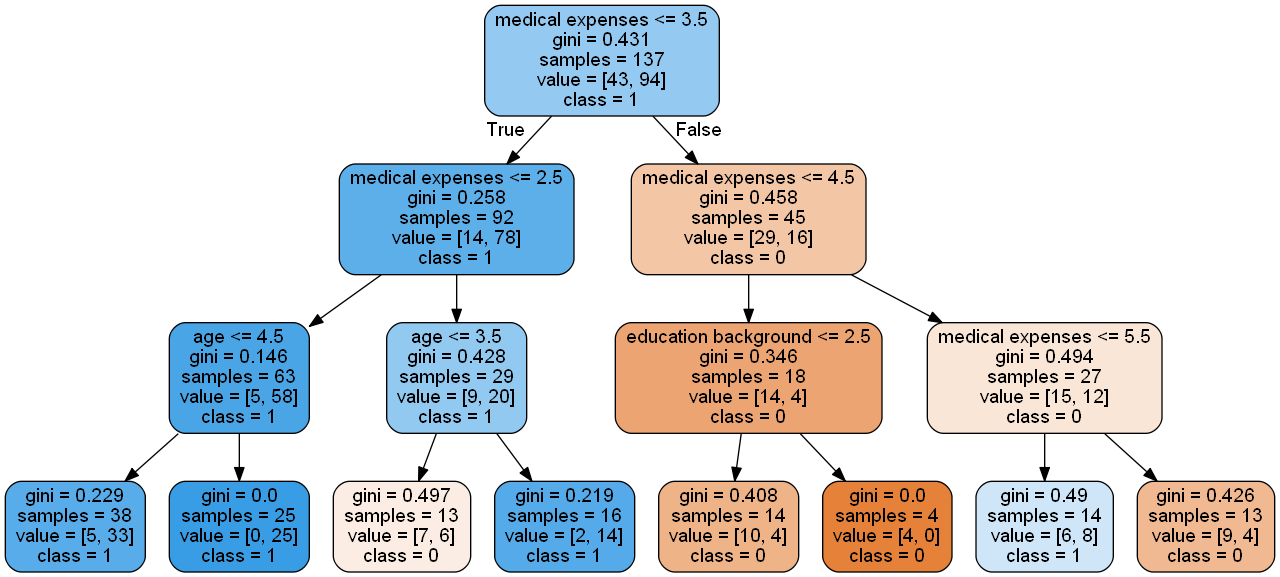 medical expenses <= 3.5
gini = 0.431
samples = 137
value = [43, 94]
class = 1
True
False
medical expenses <= 2.5
gini = 0.258
samples = 92
value = [14, 78]
class = 1
medical expenses <= 4.5
gini = 0.458
samples = 45
value = [29, 16]
class = 0
age <= 4.5
gini = 0.146
samples = 63
value = [5, 58]
class = 1
age <= 3.5
gini = 0.428
samples = 29
value = [9, 20]
class = 1
education background <= 2.5
gini = 0.346
samples = 18
value = [14, 4]
class = 0
medical expenses <= 5.5
gini = 0.494
samples = 27
value = [15, 12]
class = 0
gini = 0.229
samples = 38
value = [5, 33]
class = 1
gini = 0.0
samples = 25
value = [0, 25]
class = 1
gini = 0.497
samples = 13
value = [7, 6]
class = 0
gini = 0.219
samples = 16
value = [2, 14]
class = 1
gini = 0.408
samples = 14
value = [10, 4]
class = 0
gini = 0.0
samples = 4
value = [4, 0]
class = 0
gini = 0.49
samples = 14
value = [6, 8]
class = 1
gini = 0.426
samples = 13
value = [9, 4]
class = 0